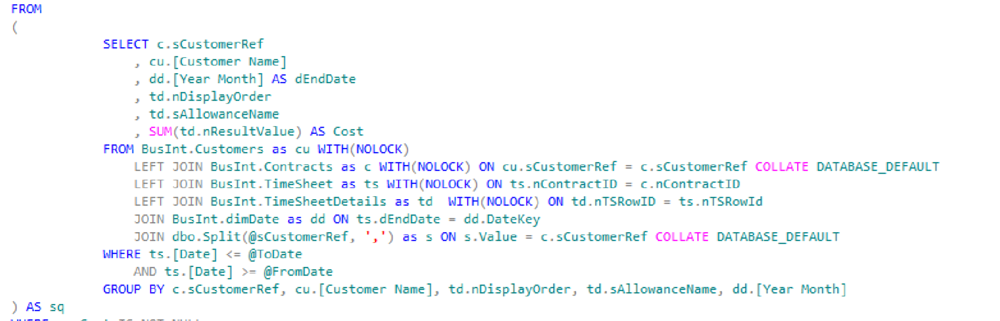 FROM
(
SELECT c.sCustomerRef
, cu.[Customer Name]
, dd.[Year Month] AS dEndDate
, td.nDisplayOrder
, td.sAllowanceName
, SUM(td.nResultValue) AS Cost
FROM BusInt.Customers as cu WITH(NOLOCK)
LEFT JOIN BusInt.Contracts as c WITH(NOLOCK) ON cu.sCustomerRef = c.sCustomerRef COLLATE DATABASE_DEFAULT
LEFT JOIN BusInt.TimeSheet as ts WITH(NOLOCK) ON ts.nContractID = c.nContractID
LEFT JOIN BusInt.TimeSheetDetails as td  WITH(NOLOCK) ON td.nTSRowID = ts.nTSRowId
JOIN BusInt.dimDate as dd ON ts.dEndDate = dd.DateKey
JOIN dbo.Split(@sCustomerRef, ',') as s ON s.Value = c.sCustomerRef COLLATE DATABASE_DEFAULT
WHERE ts.[Date] <= @ToDate
AND ts.[Date] >= @FromDate
GROUP BY c.sCustomerRef, cu.[Customer Name], td.nDisplayOrder, td.sAllowanceName, dd.[Year Month]
) AS sq